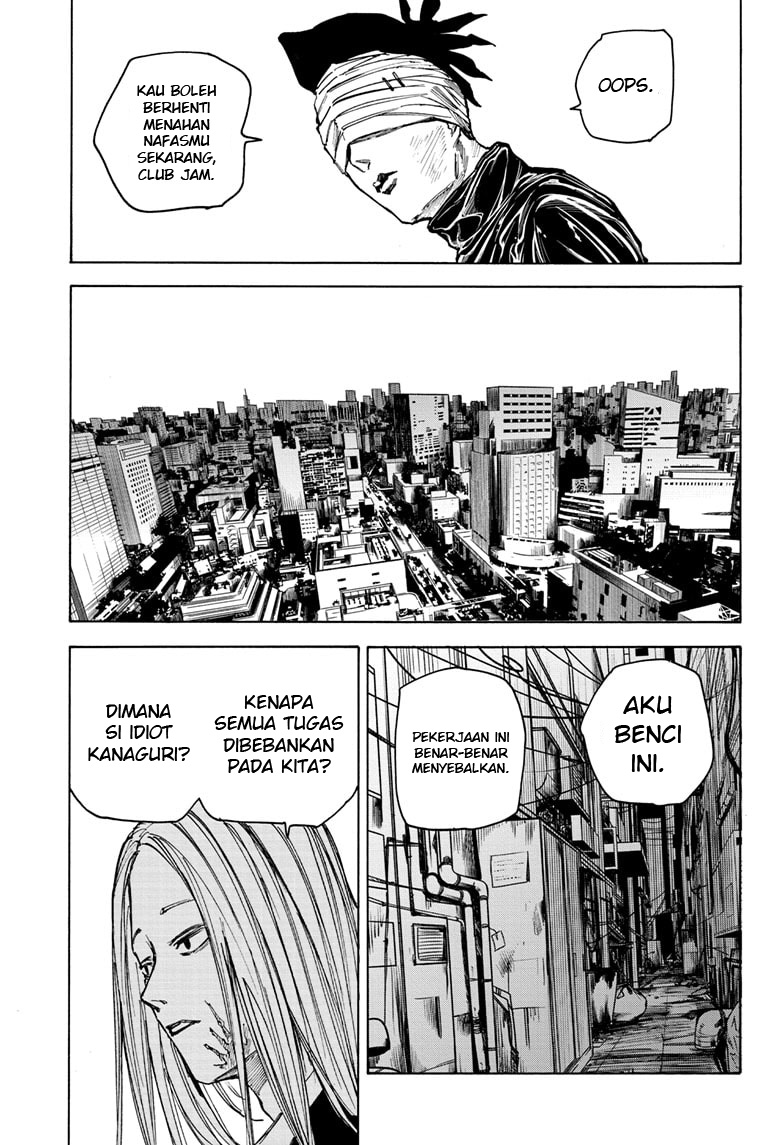 OOPS.
KAU BOLEH
BERHENTI
MENAHAN
NAFASMU
SEKARANG,
CLUB JAM.
AKU
BENCI
INI.
PEKERJAAN INI
BENAR-BENAR
MENYEBALKAN.
KENAPA
SEMUA TUGAS
DIBEBANKAN
PADA KITA?
DIMANA
SI IDIOT
KANAGURI?